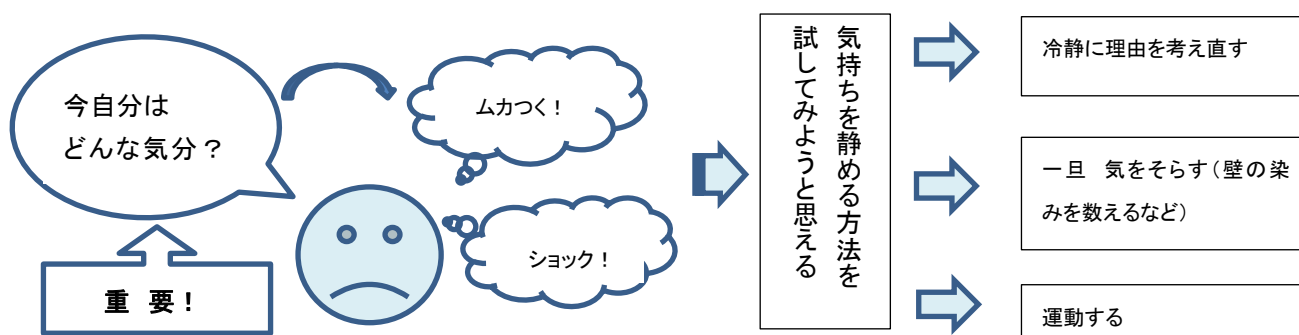 今自分は
どんな気分？
重 要！
ムカつく！
ショック！
気持ちを静める方法を
試してみようと思える
冷静に理由を考え直す
一旦　気をそらす（壁の染
みを数えるなど）
運動する